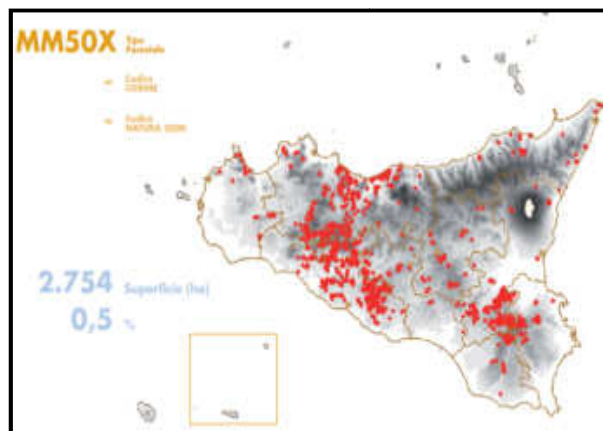 MM50X
Tipo
Forestale
Codice
CORINE
Codice
NATURA 2000
2.754 Superficie (ha)
0,5 %